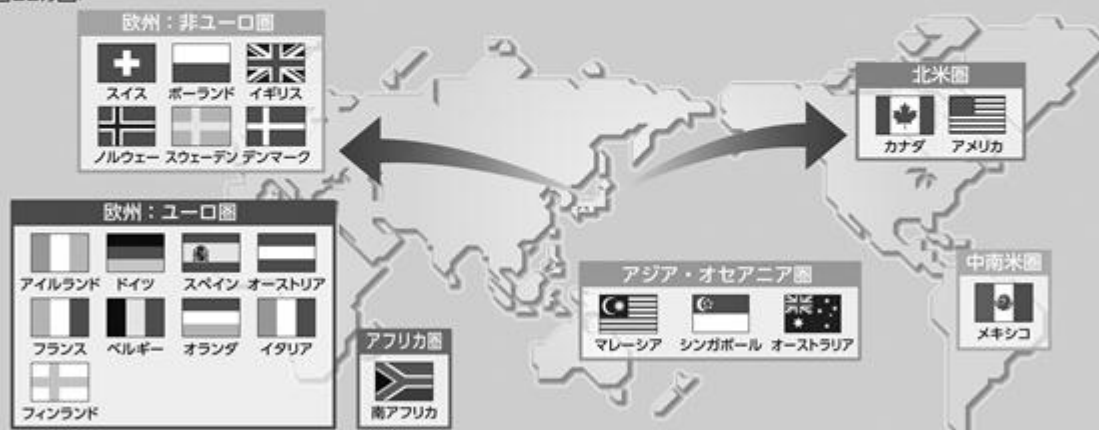 欧州：非ユーロ圏
スイス ポーランド イギリス
ノルウェー スウェーデン デンマーク
欧州：ユーロ圏
アイルランド ドイツ スペイン オーストリア
フランス ベルギー オランダ イタリア
フィンランド
アフリカ圏
南アフリカ
アジア・オセアニア圏
マレーシア シンガポール オーストラリア
北米圏
カナダ アメリカ
中南米圏
メキシコ